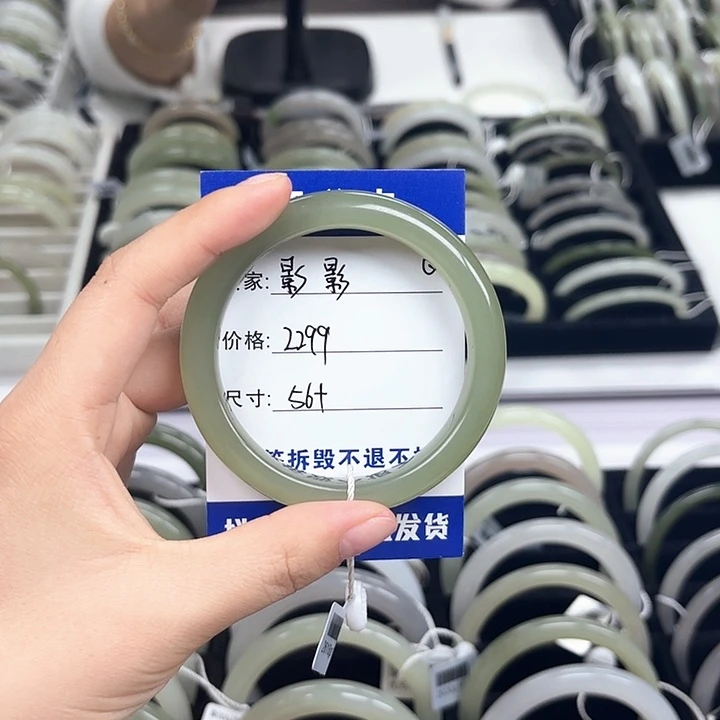 家: 影影
价格: 2299
尺寸: 56+
拆毁不退不
发货